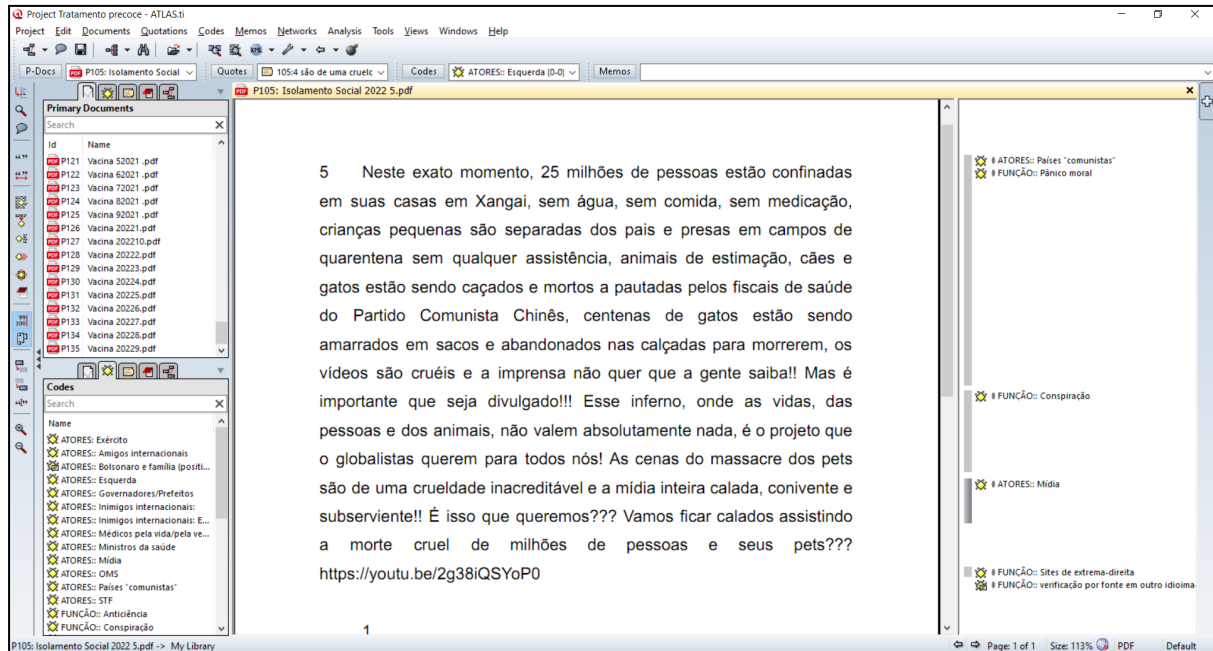 Project Tratamento precoce - ATLAS.ti
Project Edit Documents Quotations Codes Memos Networks Analysis Tools Views Windows Help
P-Docs P105: Isolamento Social Quotes 105:4 são de uma cruelc Codes ATORES:: Esquerda {0-0} Memos
P105: Isolamento Social 2022 5.pdf
Primary Documents
Search
Id Name
P121 Vacina 52021 .pdf
P122 Vacina 62021 .pdf
P123 Vacina 72021 .pdf
P124 Vacina 82021 .pdf
P125 Vacina 92021 .pdf
P126 Vacina 20221.pdf
P127 Vacina 202210.pdf
P128 Vacina 20222.pdf
P129 Vacina 20223.pdf
P130 Vacina 20224.pdf
P131 Vacina 20225.pdf
P132 Vacina 20226.pdf
P133 Vacina 20227.pdf
P134 Vacina 20228.pdf
P135 Vacina 20229.pdf
Codes
Search
Name
ATORES: Exército
ATORES:: Amigos internacionais
ATORES:: Bolsonaro e família (positi...
ATORES:: Esquerda
ATORES:: Governadores/Prefeitos
ATORES:: Inimigos internacionais:
ATORES:: Inimigos internacionais: E...
ATORES:: Médicos pela vida/pela ve...
ATORES:: Ministros da saúde
ATORES:: Mídia
ATORES:: OMS
ATORES:: Países "comunistas"
ATORES:: STF
FUNÇÃO:: Anticiência
FUNÇÃO:: Conspiração
5 Neste exato momento, 25 milhões de pessoas estão confinadas
em suas casas em Xangai, sem água, sem comida, sem medicação,
crianças pequenas são separadas dos pais e presas em campos de
quarentena sem qualquer assistência, animais de estimação, cães e
gatos estão sendo caçados e mortos a pautadas pelos fiscais de saúde
do Partido Comunista Chinês, centenas de gatos estão sendo
amarrados em sacos e abandonados nas calçadas para morrerem, os
vídeos são cruéis e a imprensa não quer que a gente saiba!! Mas é
importante que seja divulgado!!! Esse inferno, onde as vidas, das
pessoas e dos animais, não valem absolutamente nada, é o projeto que
o globalistas querem para todos nós! As cenas do massacre dos pets
são de uma crueldade inacreditável e a mídia inteira calada, conivente e
subserviente!! É isso que queremos??? Vamos ficar calados assistindo
a morte cruel de milhões de pessoas e seus pets???
https://youtu.be/2g38iQSYoP0
1
ATORES:: Países "comunistas"
FUNÇÃO:: Pânico moral
FUNÇÃO:: Conspiração
ATORES:: Mídia
FUNÇÃO:: Sites de extrema-direita
FUNÇÃO:: verificação por fonte em outro idioima
P105: Isolamento Social 2022 5.pdf -> My Library
Page: 1 of 1 Size: 113% PDF Default